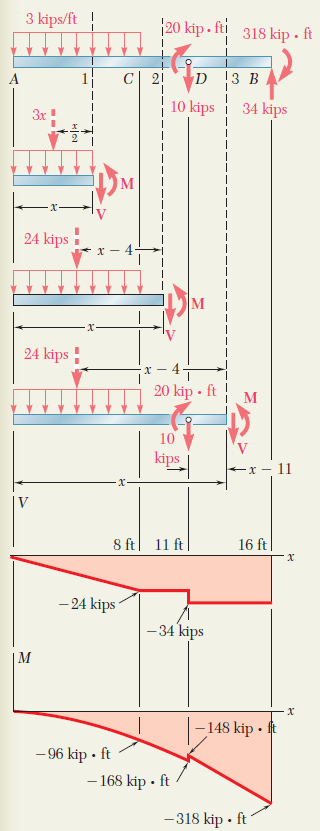 3 kips/ft
20 kip · ft
318 kip · ft
A 1 C 2 D 3 B
10 kips
34 kips
3x
x
2
M
x
V
24 kips
x − 4
M
x
V
24 kips
x − 4
20 kip · ft
M
10
kips
V
x − 11
x
V
8 ft 11 ft 16 ft
x
−24 kips
−34 kips
M
x
−148 kip · ft
−96 kip · ft
−168 kip · ft
−318 kip · ft